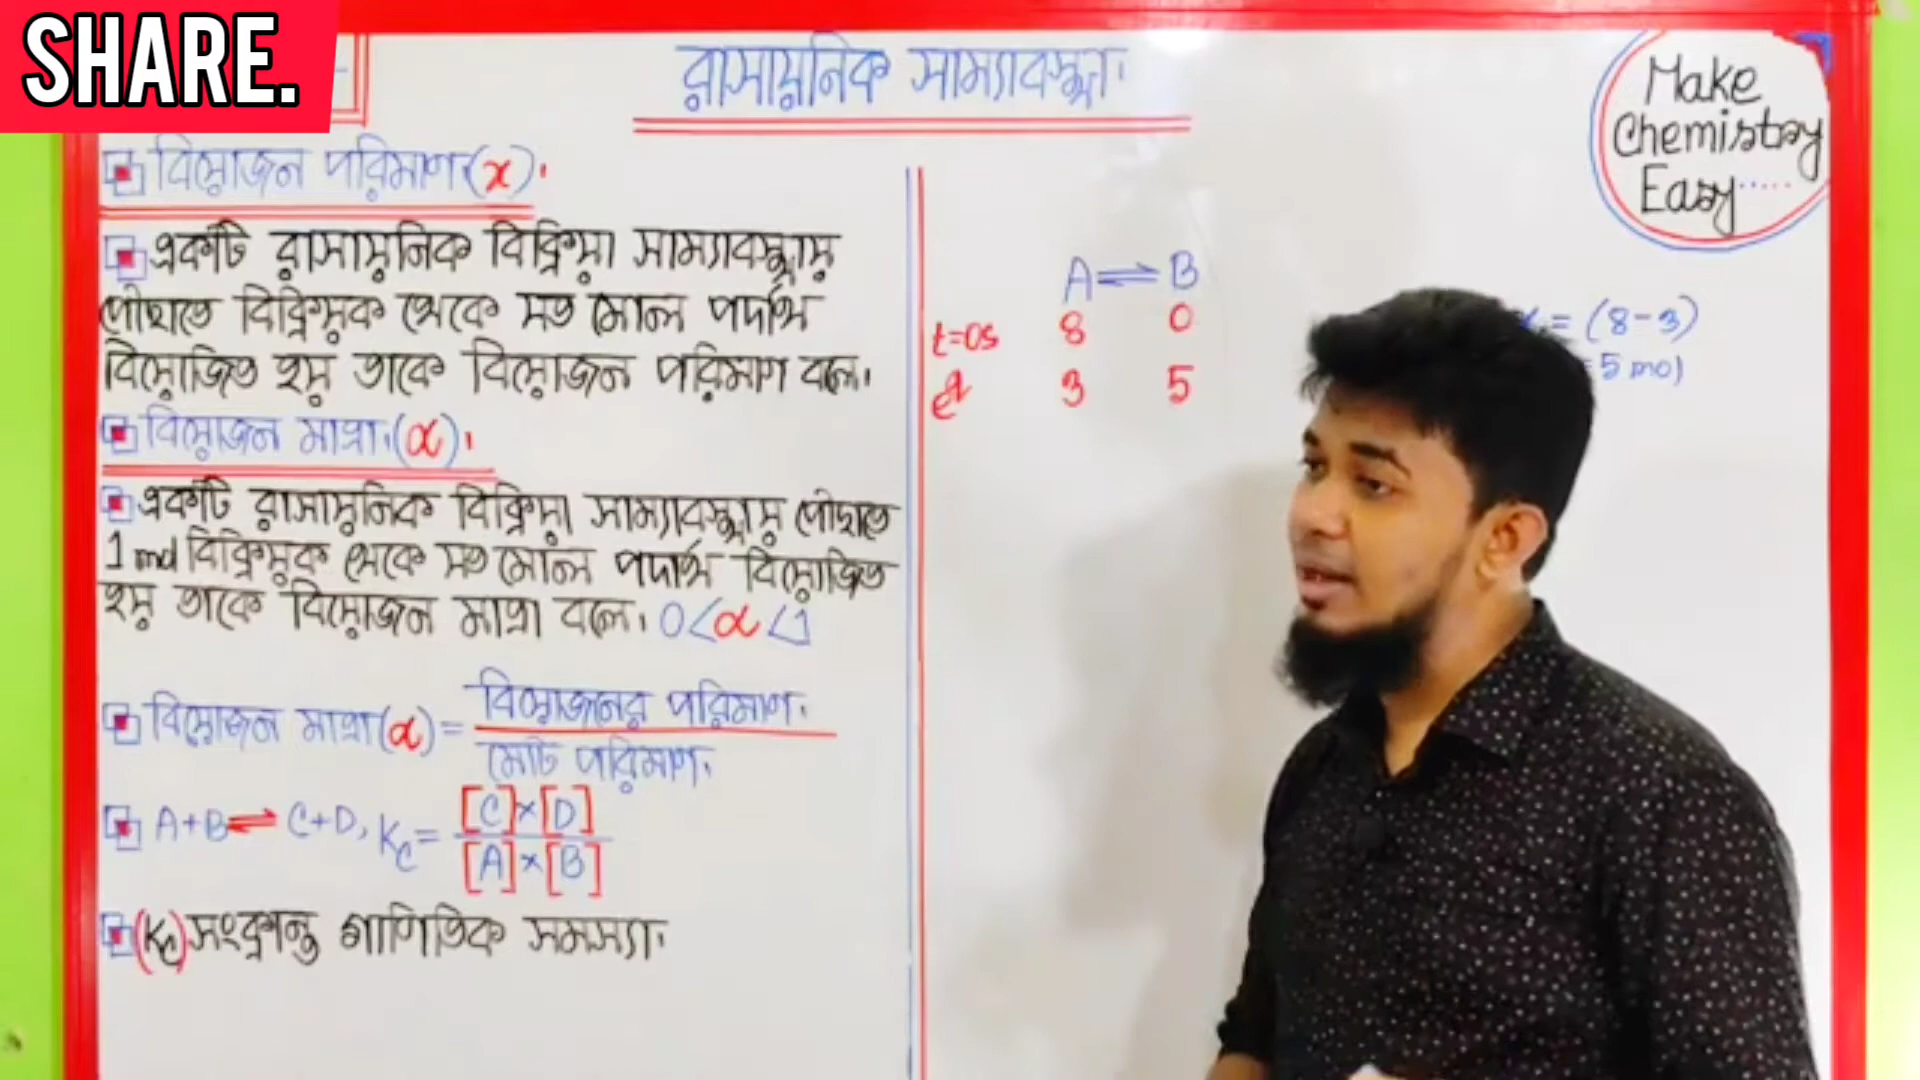 SHARE.
রাসায়নিক সাম্যাবস্থা।
Make
Chemistry
Easy.....
বিয়োজন পরিমাণ (x)।
একটি রাসায়নিক বিক্রিয়া সাম্যাবস্থায়
পৌছাতে বিক্রিয়ক থেকে যত মোল পদার্থ
বিয়োজিত হয় তাকে বিয়োজন পরিমাণ বলে।
বিয়োজন মাত্রা (α)।
একটি রাসায়নিক বিক্রিয়া সাম্যাবস্থায় পৌছাতে
1 mol বিক্রিয়ক থেকে যত মোল পদার্থ বিয়োজিত
হয় তাকে বিয়োজন মাত্রা বলে। 0<α<1
বিয়োজন মাত্রা (α) = বিয়োজনের পরিমাণ।
মোট পরিমাণ।
A+B⇌ C+D, Kc = [C]×[D]
[A]×[B]
(Kc) সংক্রান্ত গাণিতিক সমস্যা।
A⇌B
t=0s 8 0
3 5
= (8-3)
5 mol